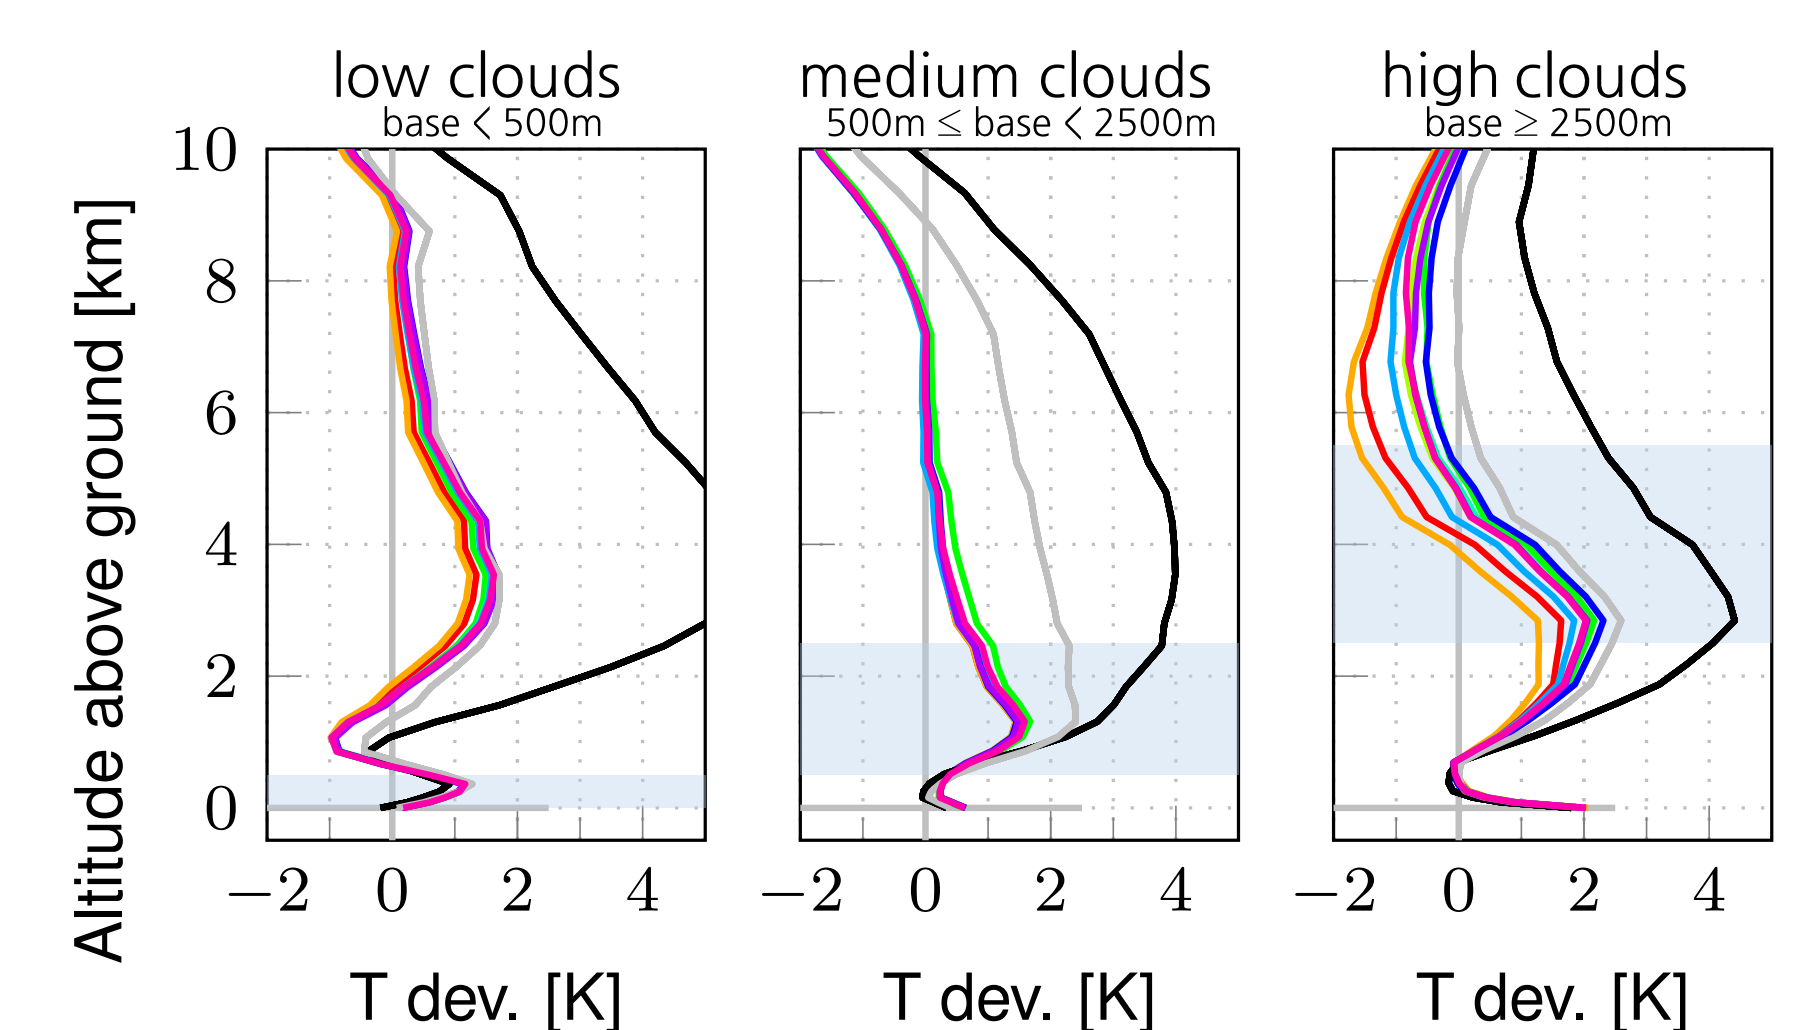 low clouds
base < 500m
medium clouds
500m ≤ base < 2500m
high clouds
base ≥ 2500m
Altitude above ground [km]
10
8
6
4
2
0
−2 0 2 4
−2 0 2 4
−2 0 2 4
T dev. [K]
T dev. [K]
T dev. [K]